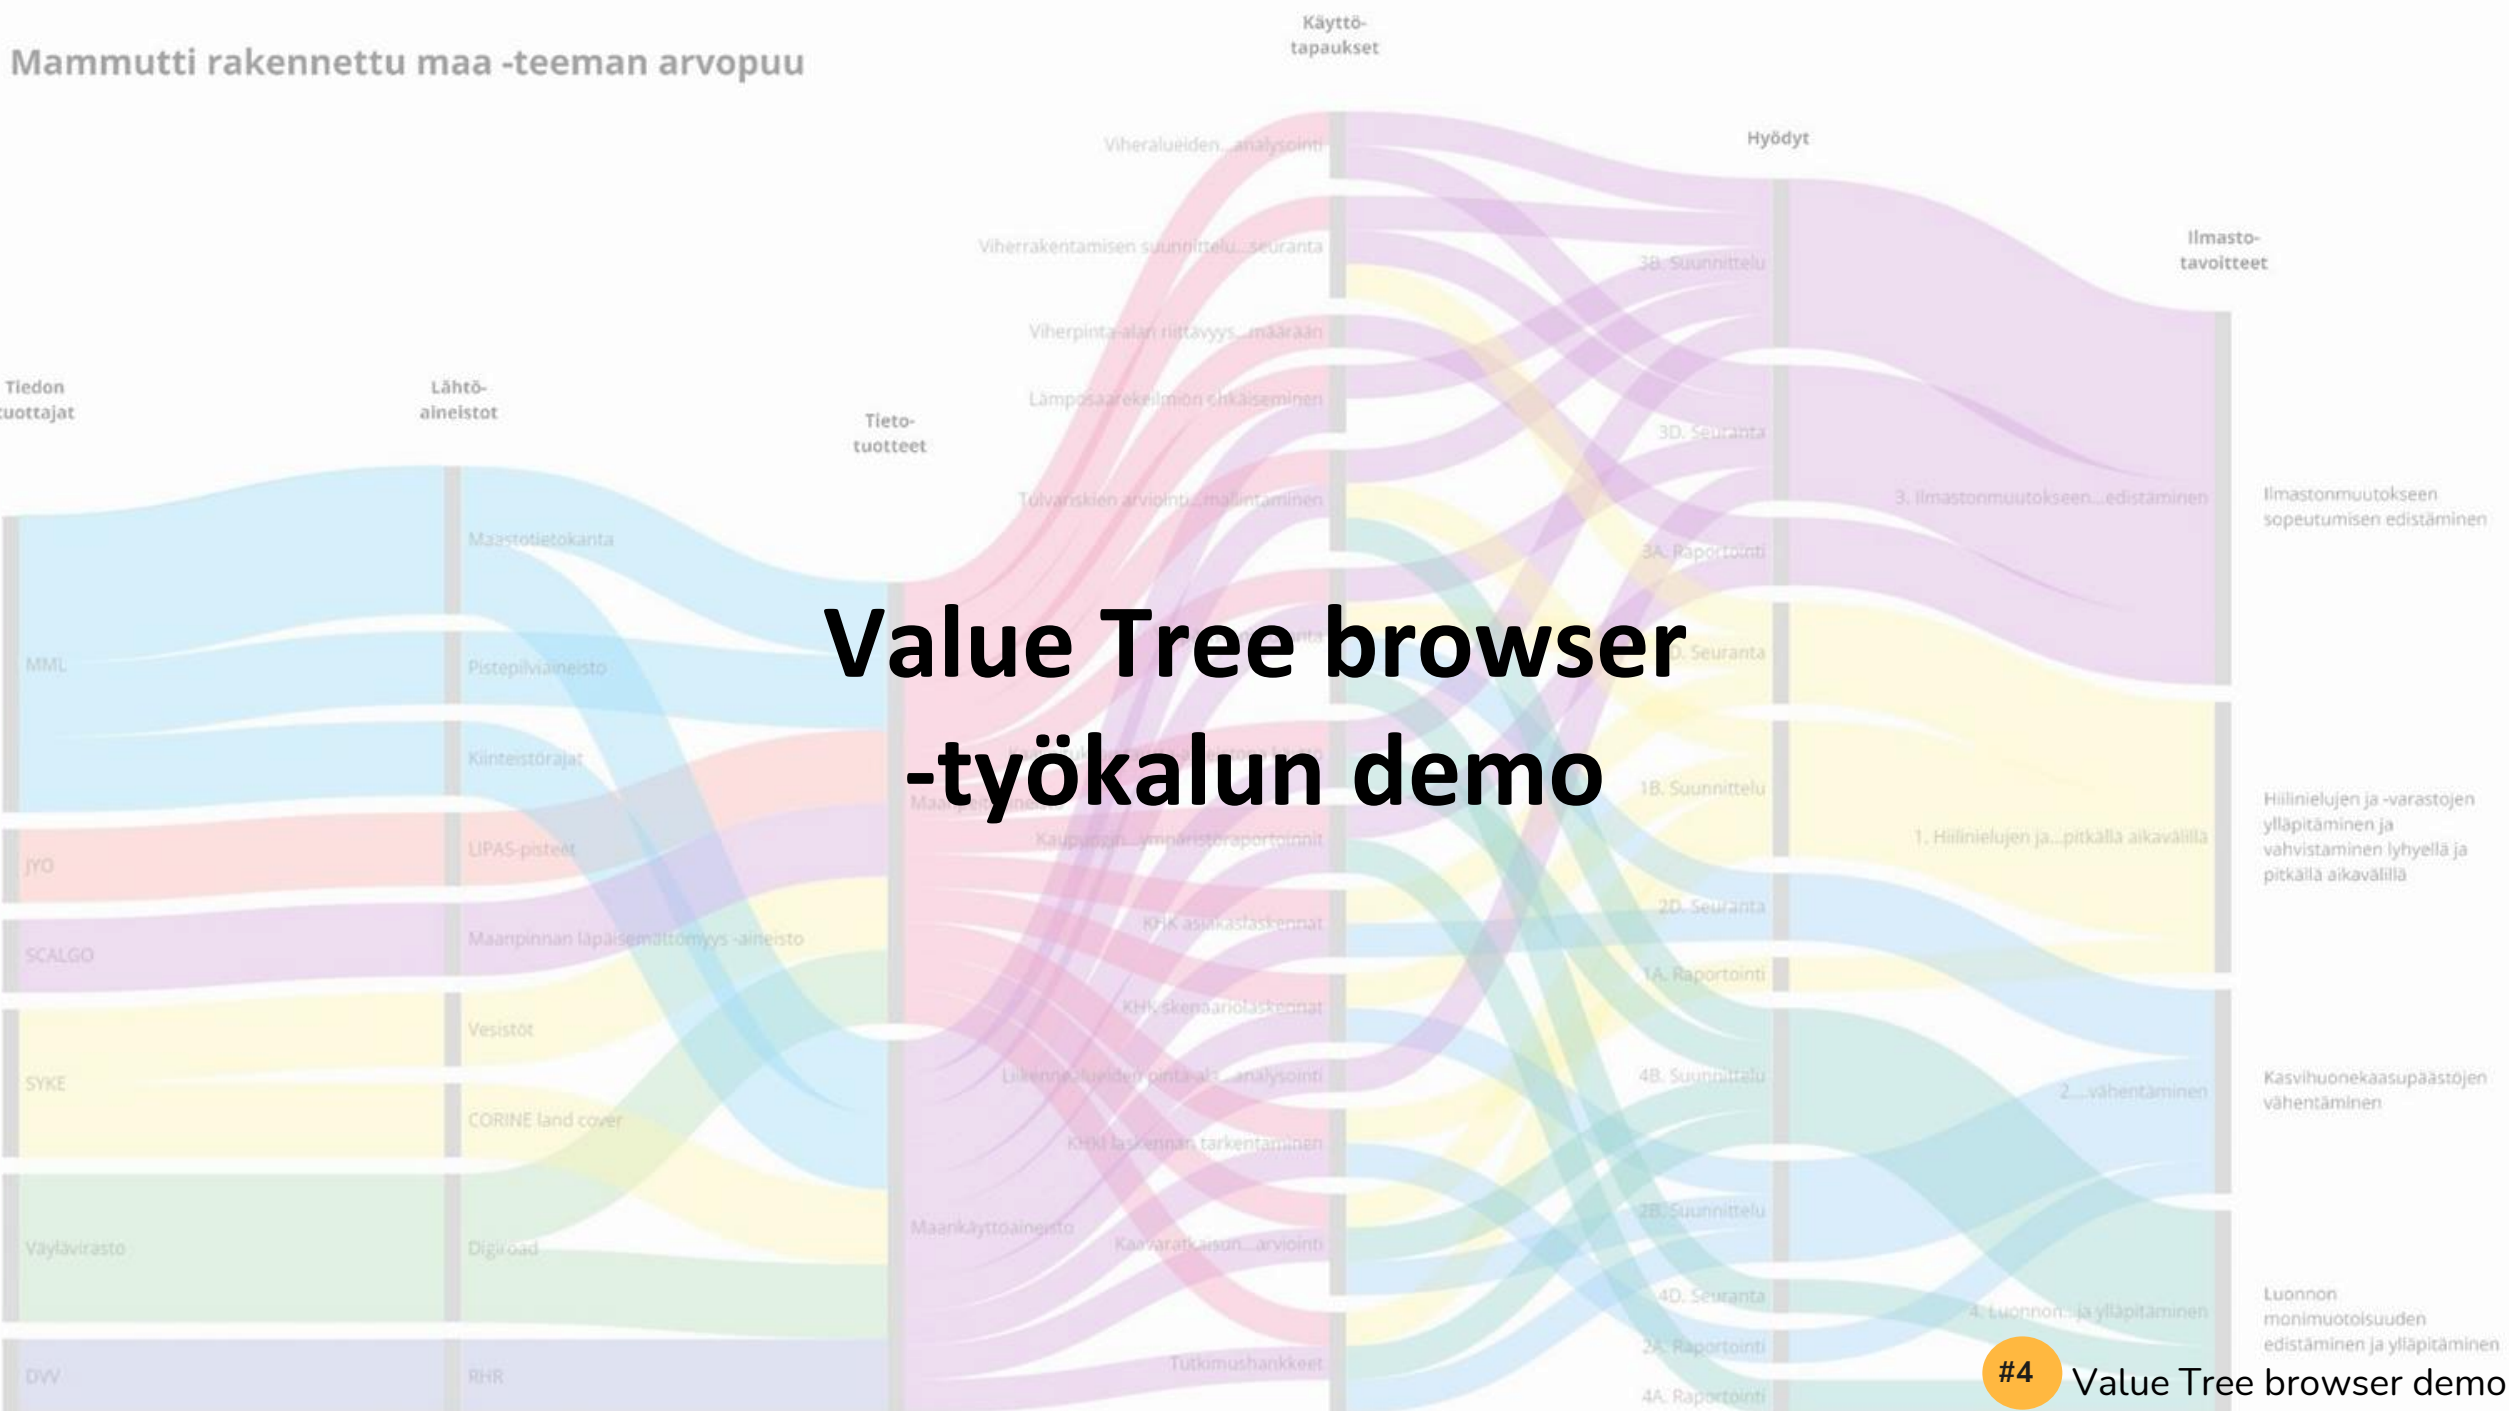 Mammutti rakennettu maa -teeman arvopuu
Käyttö-
tapaukset
Hyödyt
Ilmasto-
tavoitteet
Tiedon
tuottajat
Lähtö-
aineistot
Tieto-
tuotteet
MML
JYO
SCALGO
SYKE
Väylävirasto
DVV
Maastotietokanta
Pistepilviaineisto
Kiinteistörajat
LIPAS-pisteet
Maanpinnan läpäisemättömyys -aineisto
Vesistöt
CORINE land cover
Digiroad
RHR
Maankäyttöaineisto
Viheralueiden...analysointi
Viherrakentamisen suunnittelu...seuranta
Viherpinta-alan riittävyys...määrään
Lämpösaarekeilmiön ehkäiseminen
Tulvariskien arviointi...mallintaminen
Kaupungin...ympäristöraportoinnit
KHK asiakaslaskennat
KHK skenaariolaskennat
Liikennealueiden pinta-ala...analysointi
KHKI laskennan tarkentaminen
Kaavaratkaisun...arviointi
Tutkimushankkeet
3B. Suunnittelu
3D. Seuranta
3A. Raportointi
D. Seuranta
1B. Suunnittelu
2D. Seuranta
1A. Raportointi
4B. Suunnittelu
2B. Suunnittelu
4D. Seuranta
2A. Raportointi
4A. Raportointi
3. Ilmastonmuutokseen...edistäminen
1. Hiilinielujen ja...pitkällä aikavälillä
2....vähentäminen
4. Luonnon...ja ylläpitäminen
Ilmastonmuutokseen
sopeutumisen edistäminen
Hiilinielujen ja -varastojen
ylläpitäminen ja
vahvistaminen lyhyellä ja
pitkällä aikavälillä
Kasvihuonekaasupäästöjen
vähentäminen
Luonnon
monimuotoisuuden
edistäminen ja ylläpitäminen
Value Tree browser
-työkalun demo
#4
Value Tree browser demo